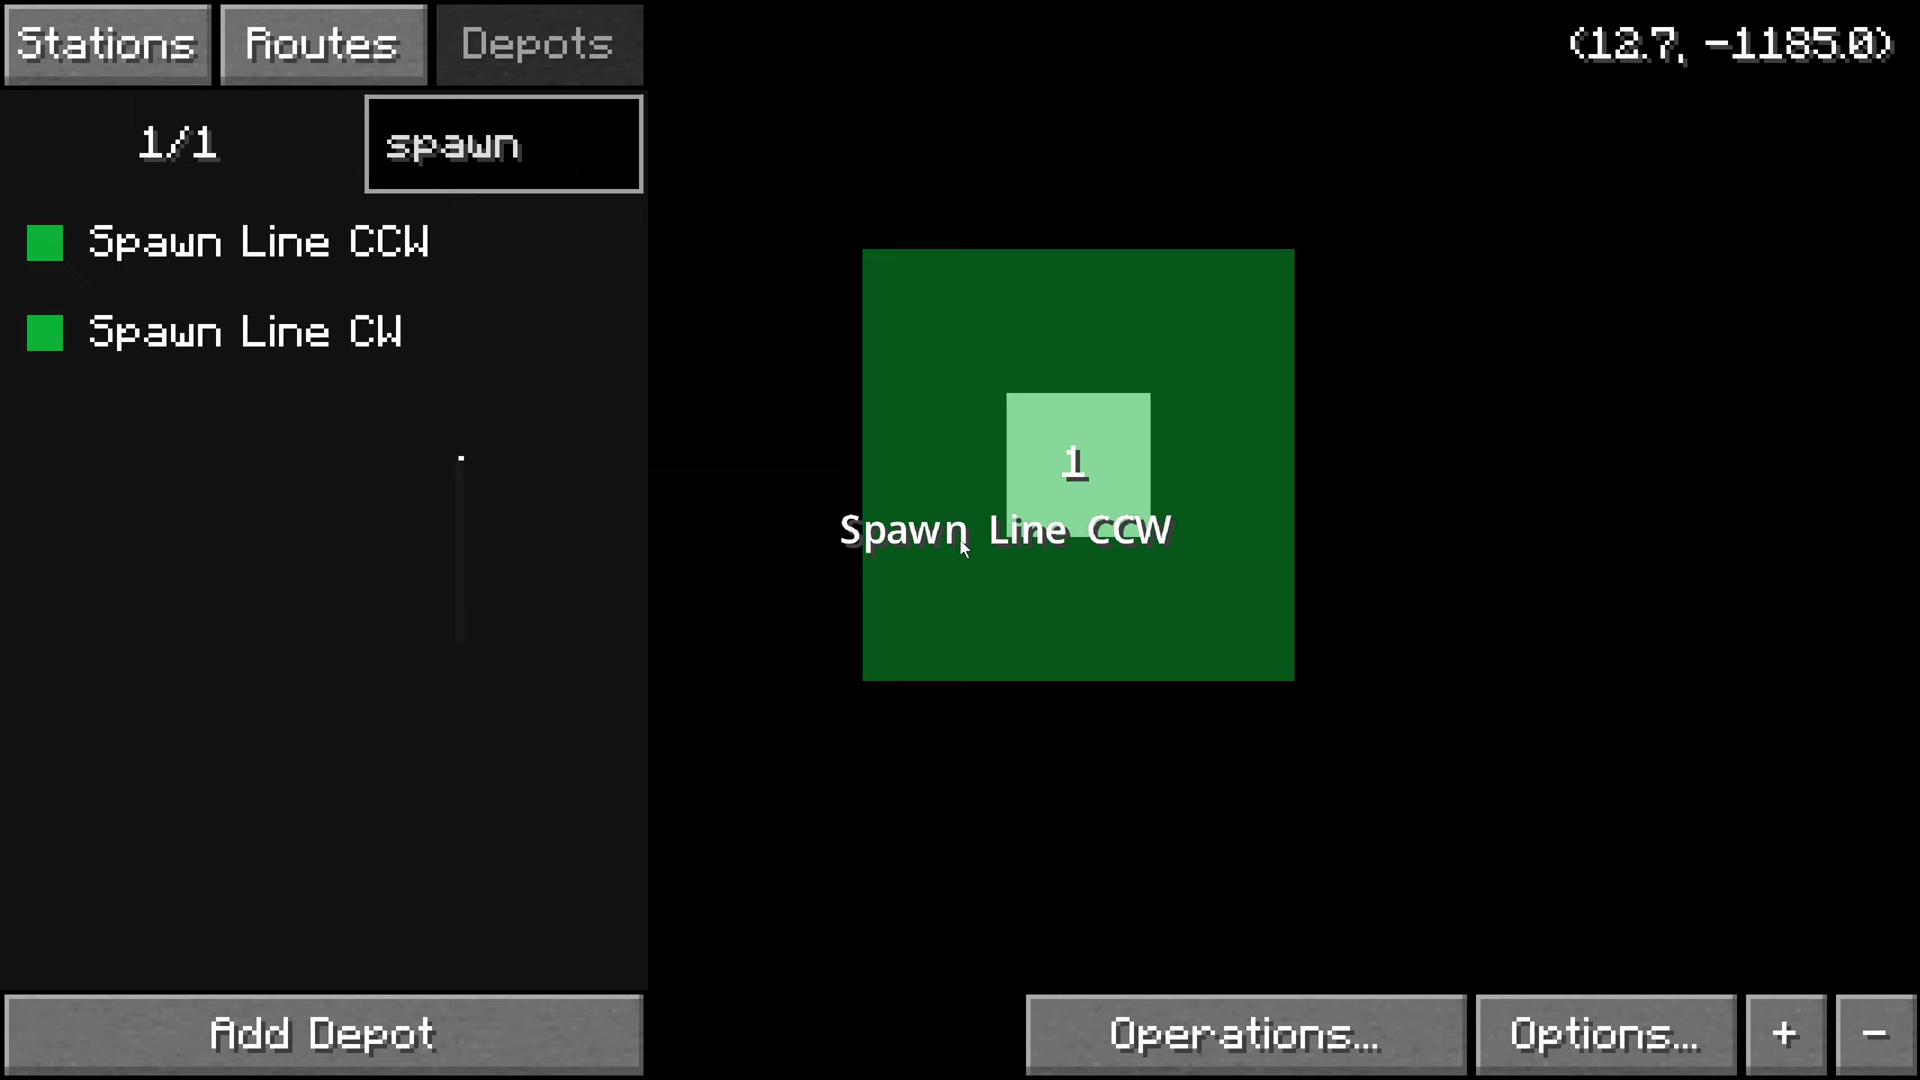 Stations Routes Depots (12.7, -1185.0)
1/1 spawn
Spawn Line CCW
Spawn Line CW
1
Spawn Line CCW
Add Depot Operations... Options... + -